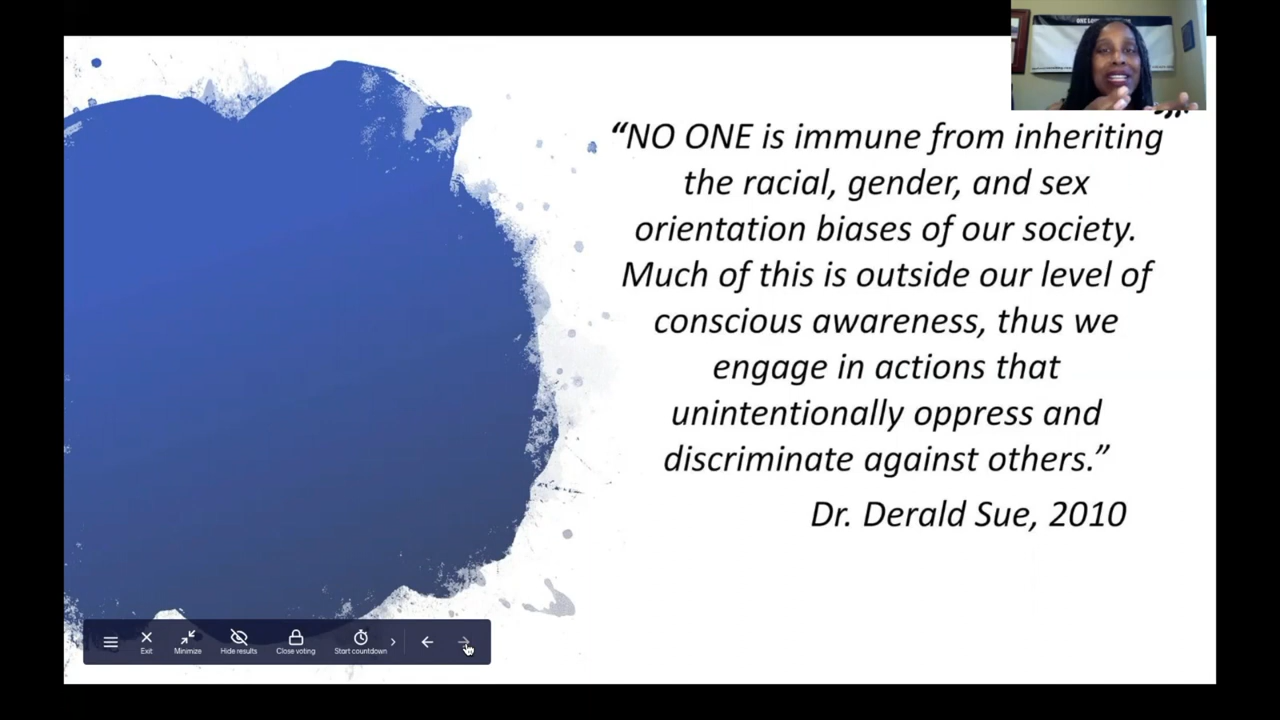 “NO ONE is immune from inheriting
the racial, gender, and sex
orientation biases of our society.
Much of this is outside our level of
conscious awareness, thus we
engage in actions that
unintentionally oppress and
discriminate against others.”
Dr. Derald Sue, 2010
Exit
Minimize
Hide results
Close voting
Start countdown